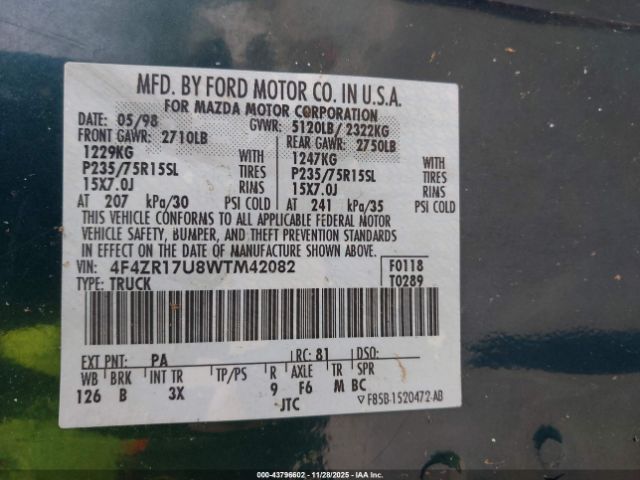 MFD. BY FORD MOTOR CO. IN U.S.A.
FOR MAZDA MOTOR CORPORATION
DATE: 05/98 GVWR: 5120LB/ 2322KG
FRONT GAWR: 2710LB REAR GAWR: 2750LB
1229KG WITH 1247KG WITH
P235/75R15SL TIRES P235/75R15SL TIRES
15X7.0J RIMS 15X7.0J RIMS
AT 207 kPa/30 PSI COLD AT 241 kPa/35 PSI COLD
THIS VEHICLE CONFORMS TO ALL APPLICABLE FEDERAL MOTOR
VEHICLE SAFETY, BUMPER, AND THEFT PREVENTION STANDARDS
IN EFFECT ON THE DATE OF MANUFACTURE SHOWN ABOVE.
VIN: 4F4ZR17U8WTM42082 F0118
TYPE: TRUCK T0289
EXT PNT: PA RC: 81 DSO:
WB BRK INT TR TP/PS R AXLE TR SPR
126 B 3X 9 F6 M BC
JTC ▽ F85B-1520472-AB
000-43796602 - 11/28/2025 - IAA Inc.